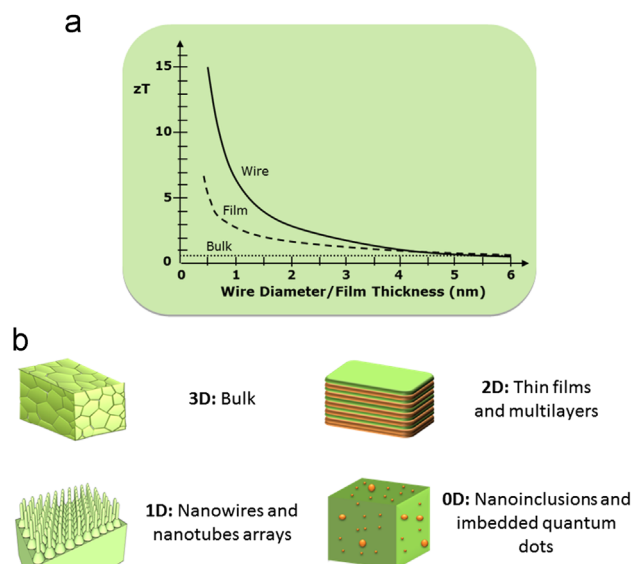 a
15
zT
10
Wire
5
Film
Bulk
0
0 1 2 3 4 5 6
Wire Diameter/Film Thickness (nm)
b
3D: Bulk
2D: Thin films
and multilayers
1D: Nanowires and
nanotubes arrays
0D: Nanoinclusions and
imbedded quantum
dots